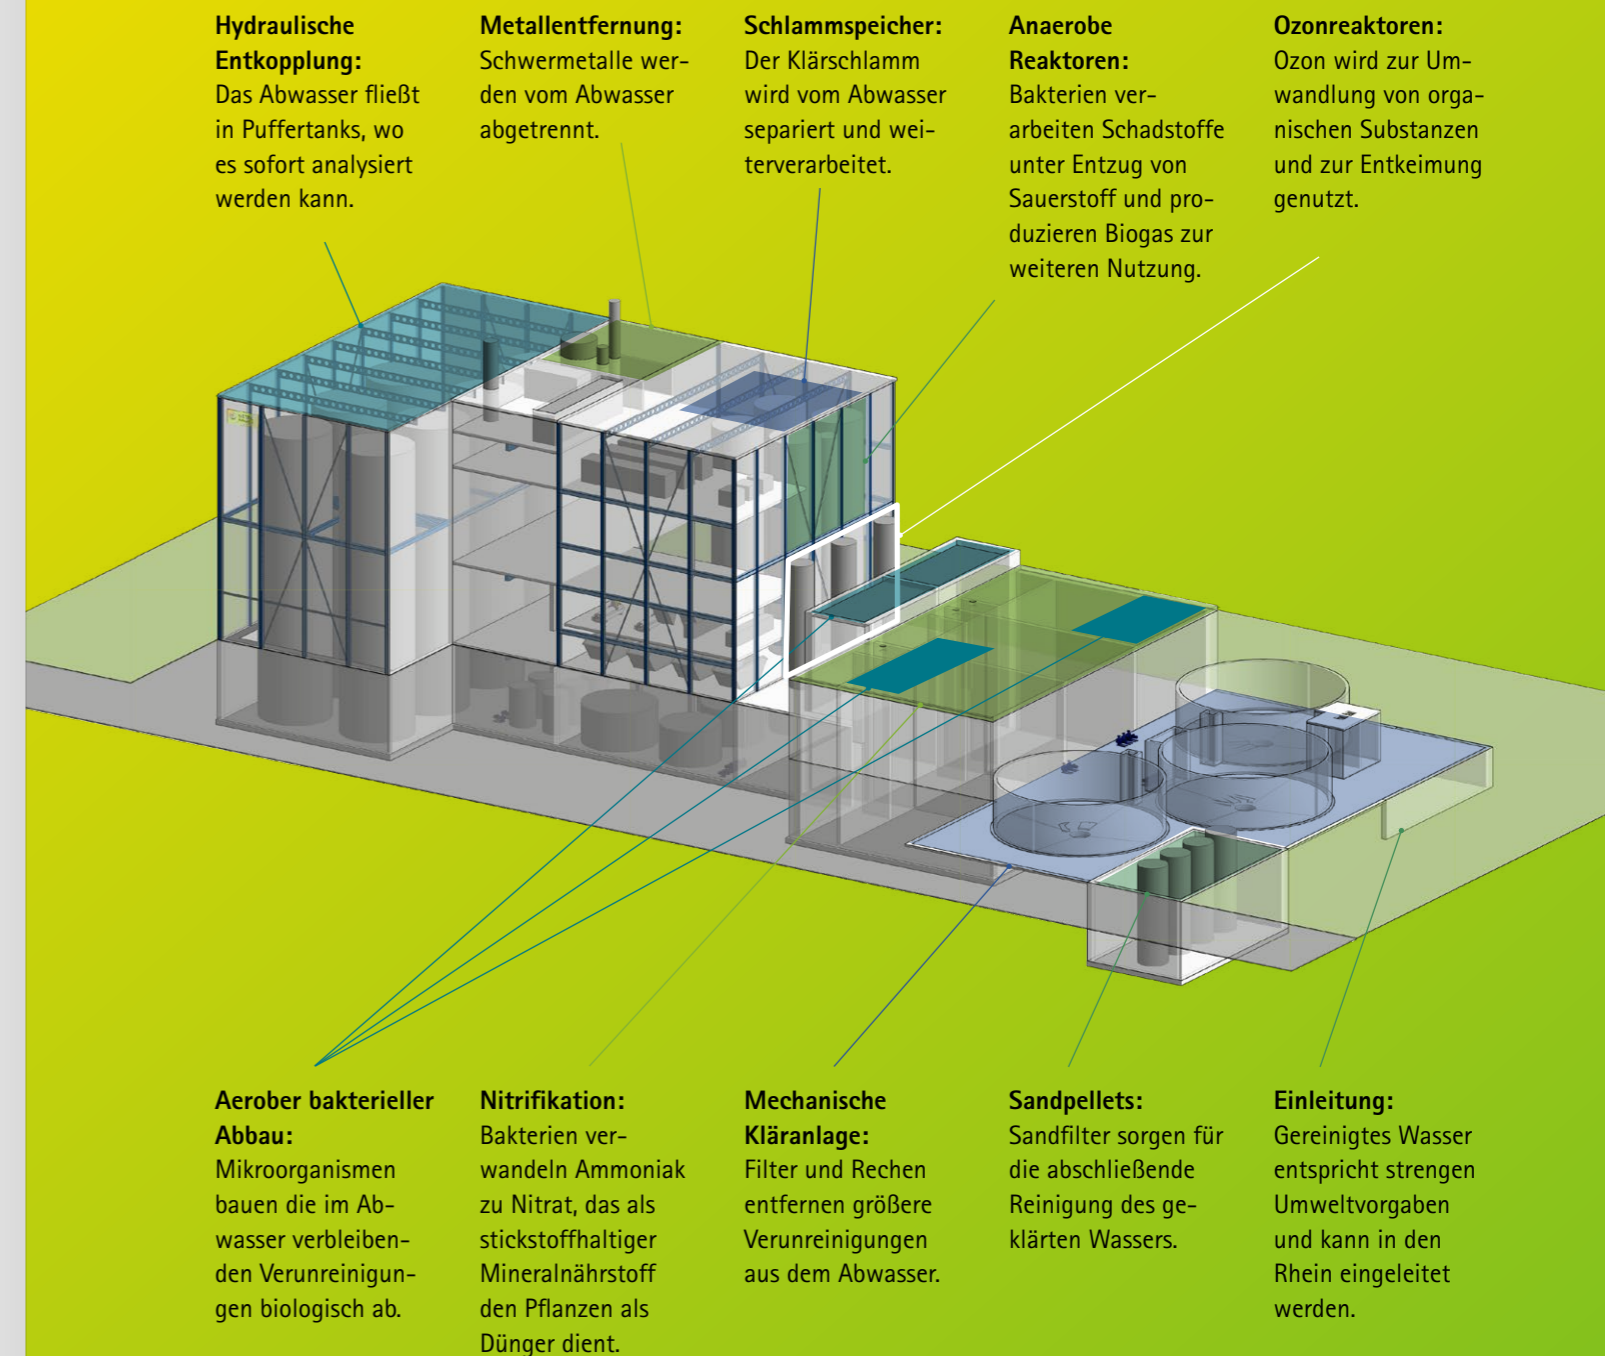 Hydraulische
Entkopplung:
Das Abwasser fließt
in Puffertanks, wo
es sofort analysiert
werden kann.
Metallentfernung:
Schwermetalle wer-
den vom Abwasser
abgetrennt.
Schlammspeicher:
Der Klärschlamm
wird vom Abwasser
separiert und wei-
terverarbeitet.
Anaerobe
Reaktoren:
Bakterien ver-
arbeiten Schadstoffe
unter Entzug von
Sauerstoff und pro-
duzieren Biogas zur
weiteren Nutzung.
Ozonreaktoren:
Ozon wird zur Um-
wandlung von orga-
nischen Substanzen
und zur Entkeimung
genutzt.
Aerober bakterieller
Abbau:
Mikroorganismen
bauen die im Ab-
wasser verbleiben-
den Verunreinigun-
gen biologisch ab.
Nitrifikation:
Bakterien ver-
wandeln Ammoniak
zu Nitrat, das als
stickstoffhaltiger
Mineralnährstoff
den Pflanzen als
Dünger dient.
Mechanische
Kläranlage:
Filter und Rechen
entfernen größere
Verunreinigungen
aus dem Abwasser.
Sandpellets:
Sandfilter sorgen für
die abschließende
Reinigung des ge-
klärten Wassers.
Einleitung:
Gereinigtes Wasser
entspricht strengen
Umweltvorgaben
und kann in den
Rhein eingeleitet
werden.